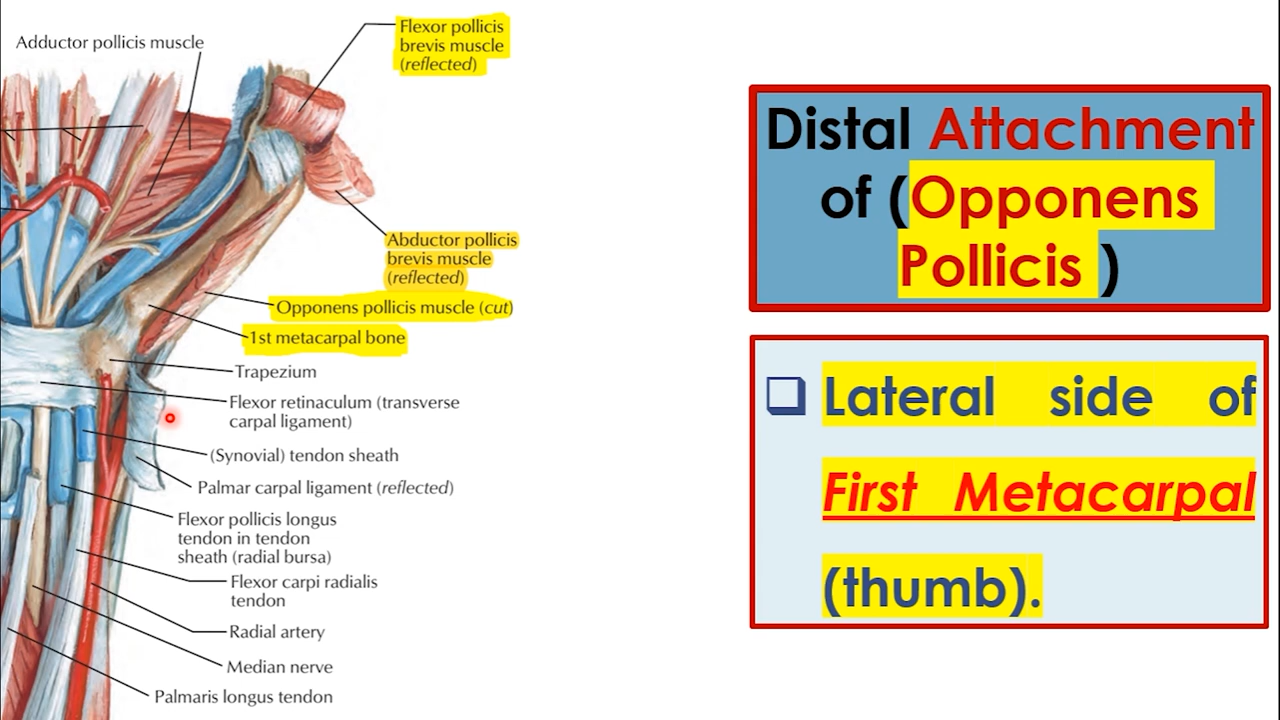 Adductor pollicis muscle
Flexor pollicis
brevis muscle
(reflected)
Abductor pollicis
brevis muscle
(reflected)
Opponens pollicis muscle (cut)
1st metacarpal bone
Trapezium
Flexor retinaculum (transverse
carpal ligament)
(Synovial) tendon sheath
Palmar carpal ligament (reflected)
Flexor pollicis longus
tendon in tendon
sheath (radial bursa)
Flexor carpi radialis
tendon
Radial artery
Median nerve
Palmaris longus tendon
Distal Attachment
of (Opponens
Pollicis )
Lateral side of
First Metacarpal
(thumb).